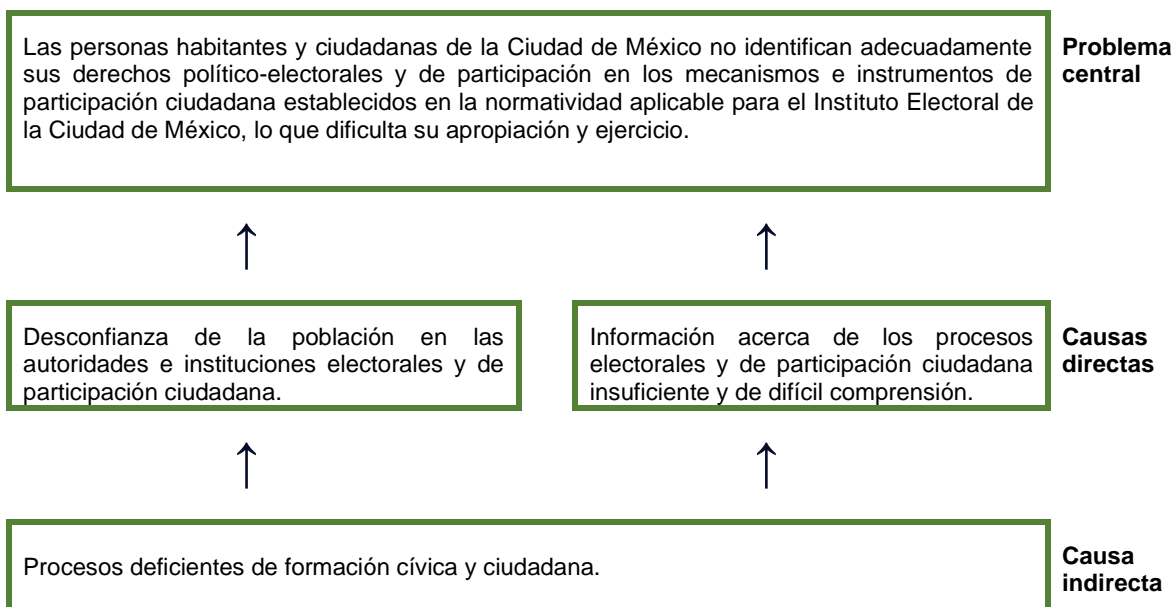 Las personas habitantes y ciudadanas de la Ciudad de México no identifican adecuadamente
sus derechos político-electorales y de participación en los mecanismos e instrumentos de
participación ciudadana establecidos en la normatividad aplicable para el Instituto Electoral de
la Ciudad de México, lo que dificulta su apropiación y ejercicio.
Problema
central
Desconfianza de la población en las
autoridades e instituciones electorales y de
participación ciudadana.
Información acerca de los procesos
electorales y de participación ciudadana
insuficiente y de difícil comprensión.
Causas
directas
Procesos deficientes de formación cívica y ciudadana.
Causa
indirecta